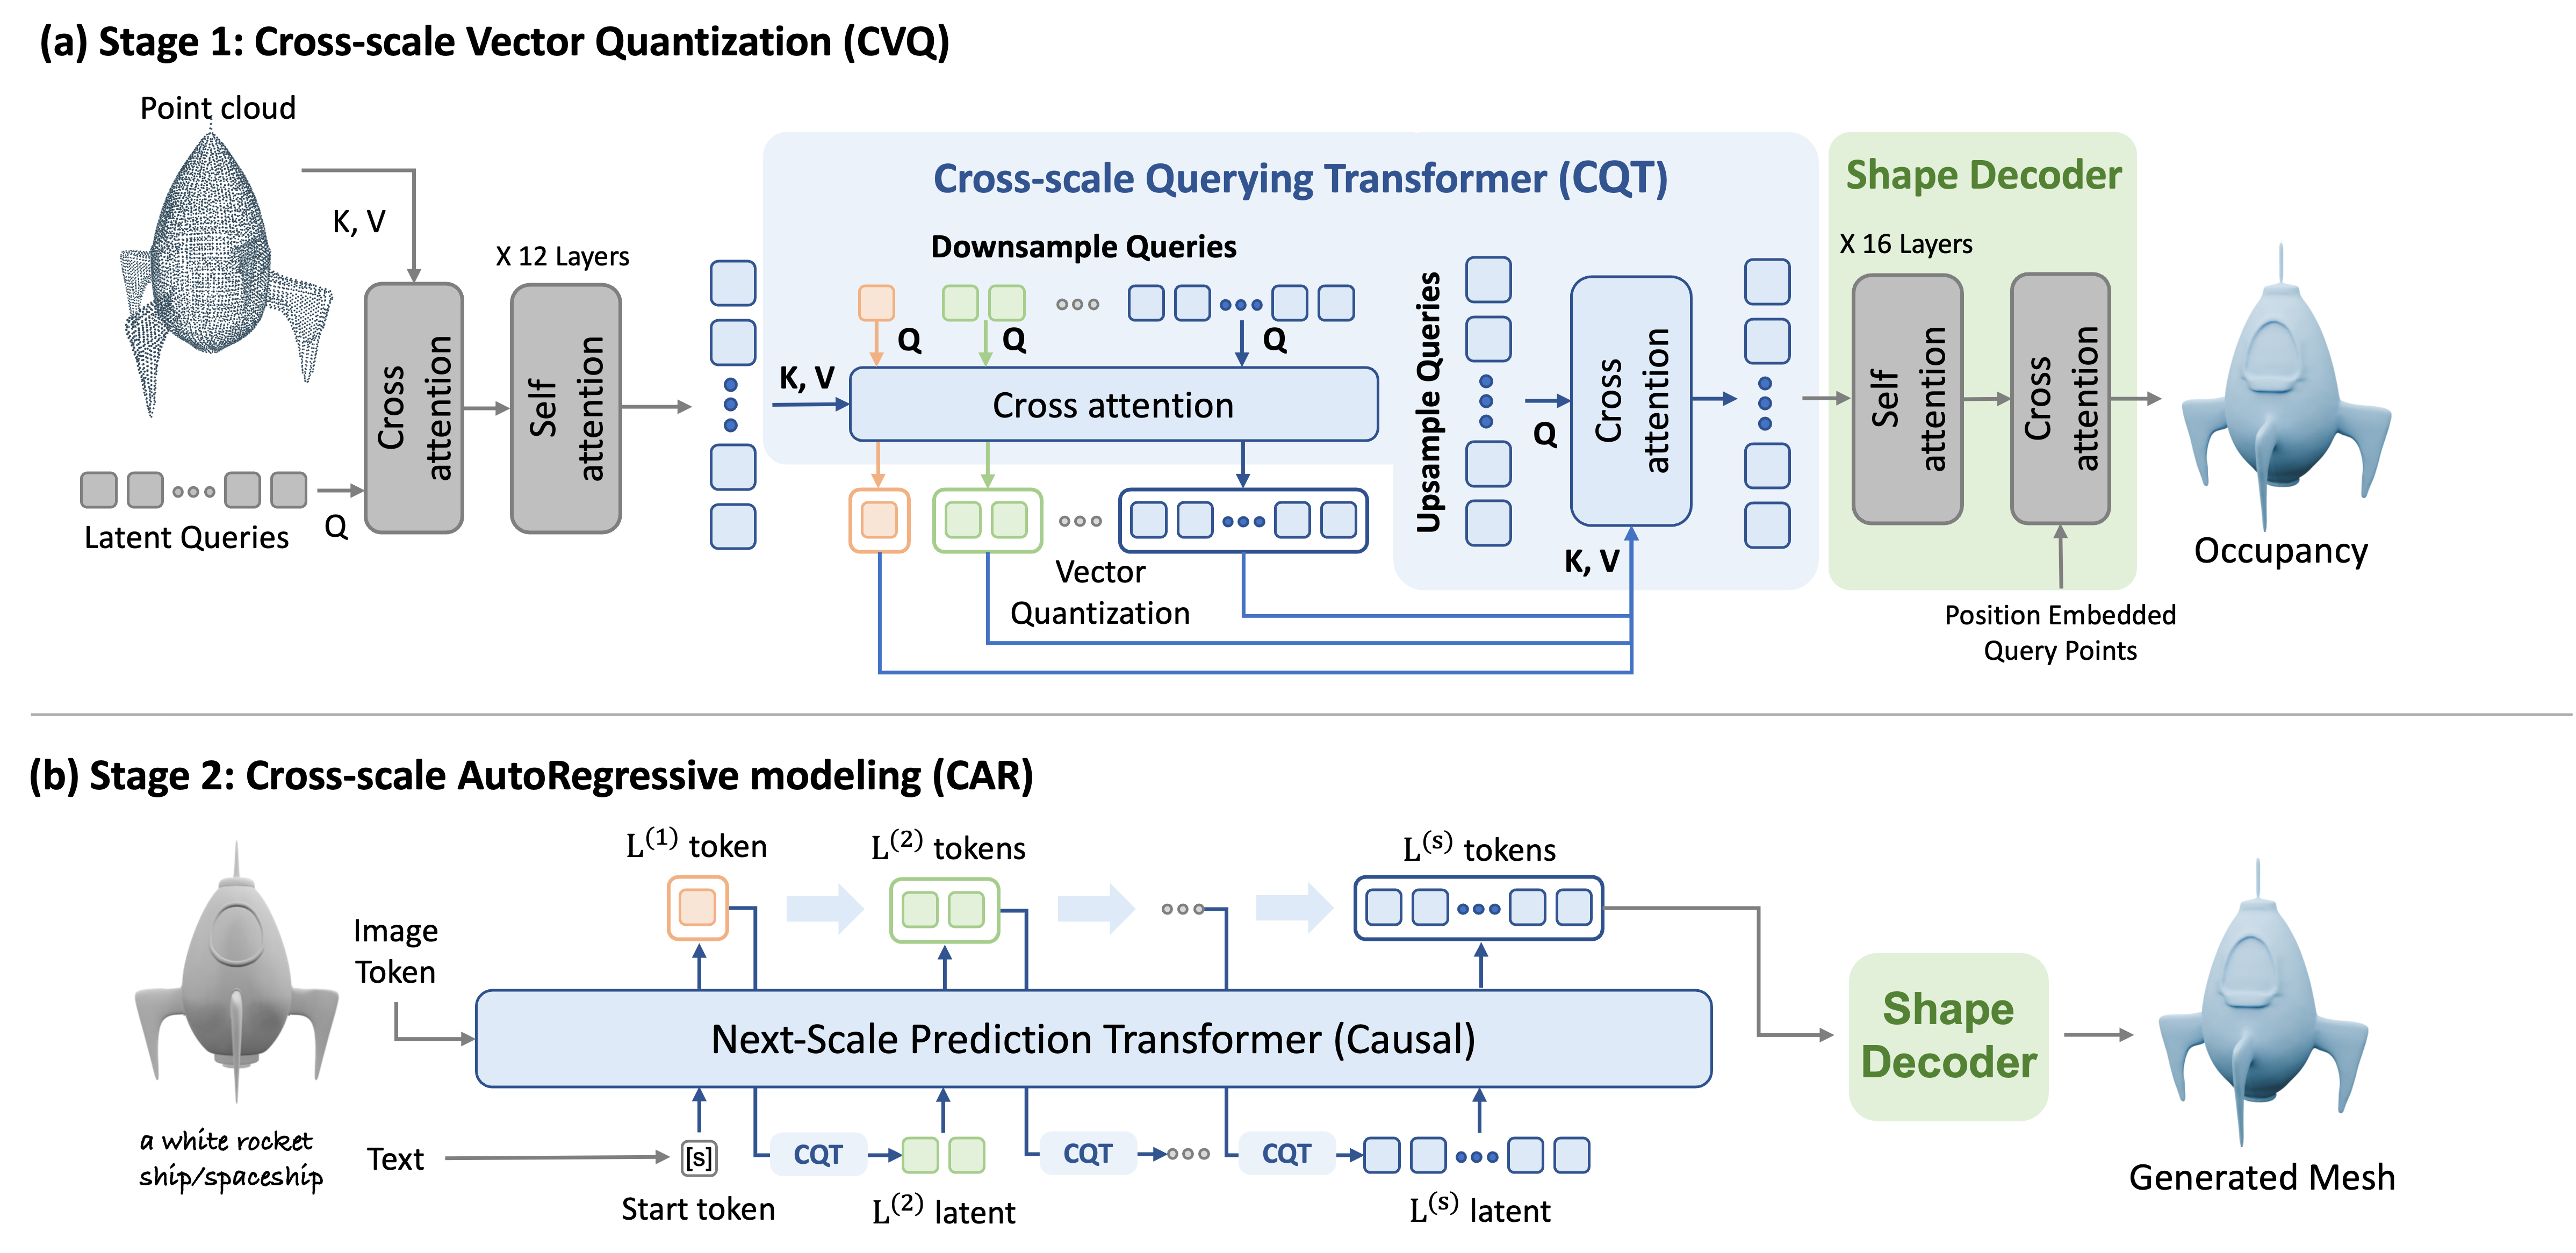 (a) Stage 1: Cross-scale Vector Quantization (CVQ)
Point cloud
K, V
Cross
attention
X 12 Layers
Self
attention
Latent Queries
Q
Cross-scale Querying Transformer (CQT)
Downsample Queries
Q
Q
Q
K, V
Cross attention
Vector
Quantization
Upsample Queries
Q
Cross
attention
K, V
Shape Decoder
X 16 Layers
Self
attention
Cross
attention
Position Embedded
Query Points
Occupancy
(b) Stage 2: Cross-scale AutoRegressive modeling (CAR)
L⁽¹⁾ token
L⁽²⁾ tokens
L⁽ˢ⁾ tokens
Image
Token
Next-Scale Prediction Transformer (Causal)
Shape
Decoder
a white rocket
ship/spaceship
Text
[s]
CQT
CQT
CQT
Start token
L⁽²⁾ latent
L⁽ˢ⁾ latent
Generated Mesh